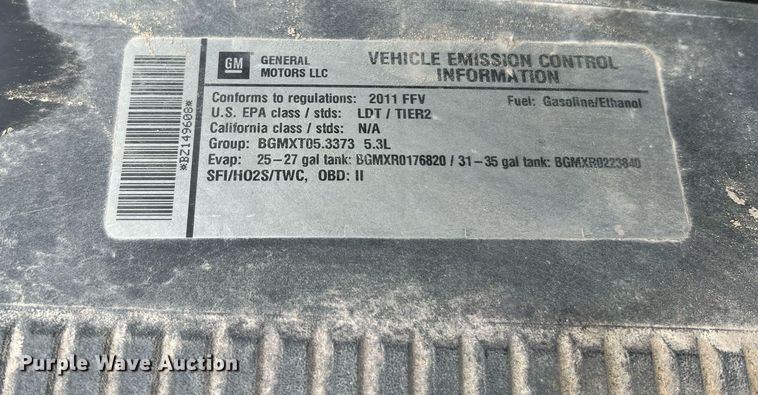 GM
GENERAL
MOTORS LLC
VEHICLE EMISSION CONTROL
INFORMATION
Conforms to regulations: 2011 FFV Fuel: Gasoline/Ethanol
U.S. EPA class / stds: LDT / TIER2
California class / stds: N/A
Group: BGMXT05.3373 5.3L
Evap: 25-27 gal tank: BGMXR0176820 / 31-35 gal tank: BGMXR0223840
SFI/HO2S/TWC, OBD: II
*BZ149608*
Purple Wave Auction